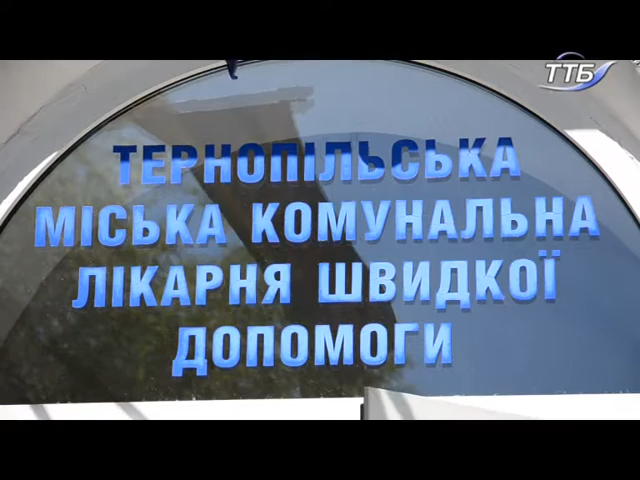 ТТБ
ТЕРНОПІЛЬСЬКА
МІСЬКА КОМУНАЛЬНА
ЛІКАРНЯ ШВИДКОЇ
ДОПОМОГИ